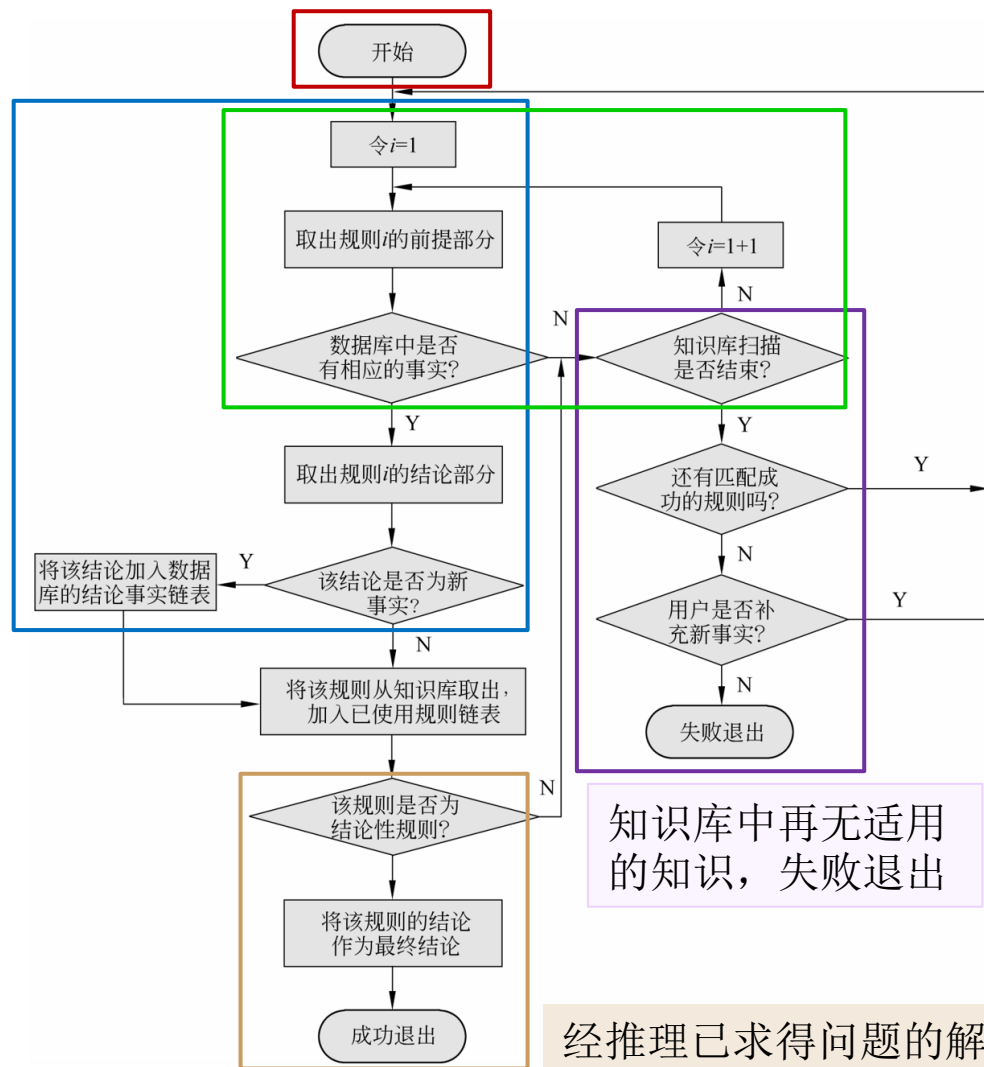 开始
令i=1
取出规则i的前提部分
令i=1+1
N
N
数据库中是否
有相应的事实?
知识库扫描
是否结束?
Y
Y
取出规则i的结论部分
还有匹配成
功的规则吗?
Y
将该结论加入数据
库的结论事实链表
Y
该结论是否为新
事实?
N
用户是否补
充新事实?
Y
N
将该规则从知识库取出，
加入已使用规则链表
N
失败退出
该规则是否为
结论性规则?
N
知识库中再无适用
的知识，失败退出
将该规则的结论
作为最终结论
成功退出
经推理已求得问题的解